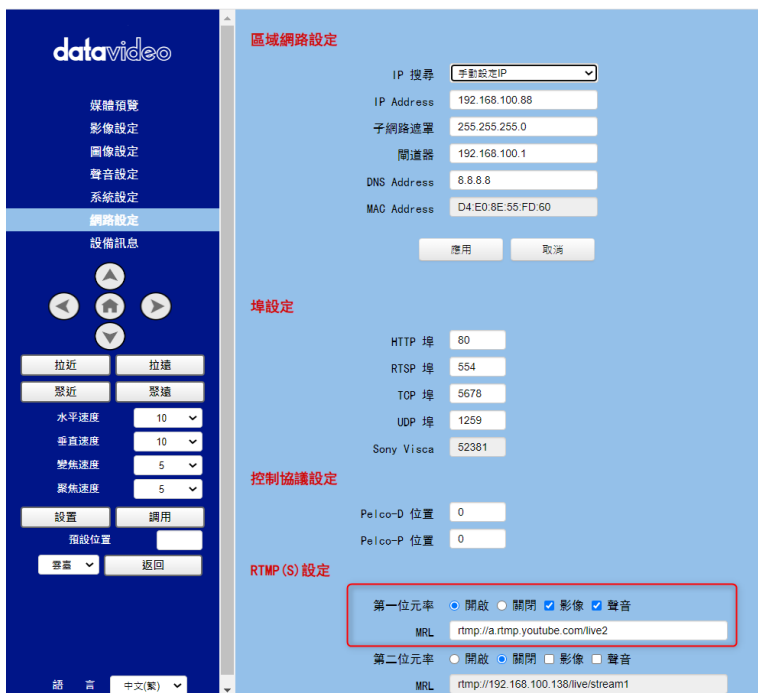 datavideo
媒體預覽
影像設定
圖像設定
聲音設定
系統設定
網路設定
設備訊息
拉近 拉遠
聚近 聚遠
水平速度 10
垂直速度 10
變焦速度 5
聚焦速度 5
設置 調用
預設位置
雲臺 返回
語 言 中文(繁)
區域網路設定
IP 搜尋 手動設定IP
IP Address 192.168.100.88
子網路遮罩 255.255.255.0
閘道器 192.168.100.1
DNS Address 8.8.8.8
MAC Address D4:E0:8E:55:FD:60
應用 取消
埠設定
HTTP 埠 80
RTSP 埠 554
TCP 埠 5678
UDP 埠 1259
Sony Visca 52381
控制協議設定
Pelco-D 位置 0
Pelco-P 位置 0
RTMP(S)設定
第一位元率 開啟 關閉 影像 聲音
MRL rtmp://a.rtmp.youtube.com/live2
第二位元率 開啟 關閉 影像 聲音
MRL rtmp://192.168.100.138/live/stream1